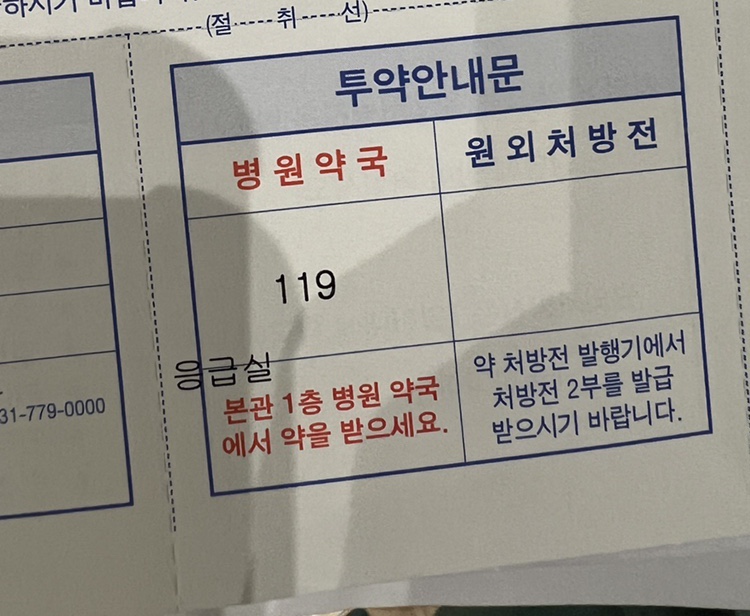 하시기
(절 취 선)
투약안내문
병원약국
원외처방전
119
응급실
본관 1층 병원 약국
에서 약을 받으세요.
약 처방전 발행기에서
처방전 2부를 발급
받으시기 바랍니다.
31-779-0000